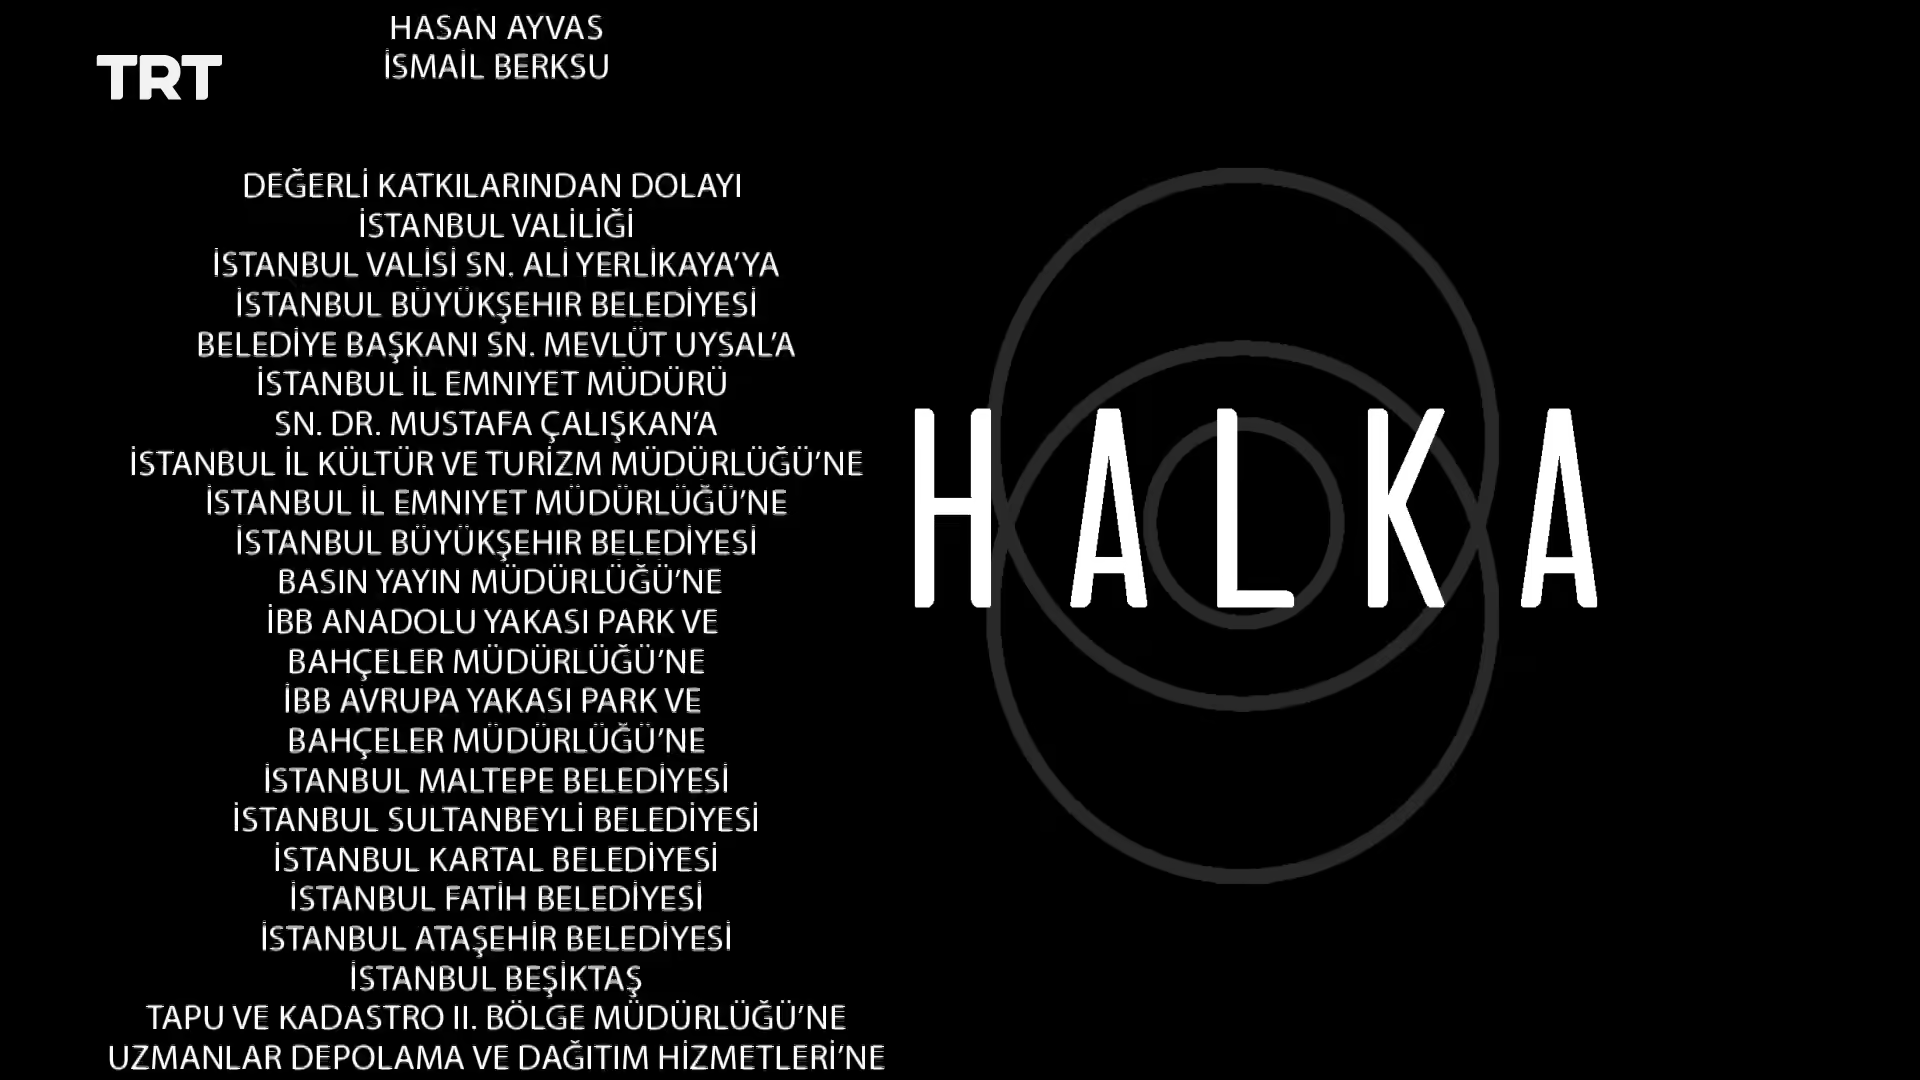 HASAN AYVAS
İSMAİL BERKSU
TRT
DEĞERLİ KATKILARINDAN DOLAYI
İSTANBUL VALİLİĞİ
İSTANBUL VALİSİ SN. ALİ YERLİKAYA'YA
İSTANBUL BÜYÜKŞEHIR BELEDİYESİ
BELEDİYE BAŞKANI SN. MEVLÜT UYSAL'A
İSTANBUL İL EMNIYET MÜDÜRÜ
SN. DR. MUSTAFA ÇALIŞKAN'A
İSTANBUL İL KÜLTÜR VE TURİZM MÜDÜRLÜĞÜ'NE
İSTANBUL İL EMNIYET MÜDÜRLÜĞÜ'NE
İSTANBUL BÜYÜKŞEHIR BELEDİYESİ
BASIN YAYIN MÜDÜRLÜĞÜ'NE
İBB ANADOLU YAKASI PARK VE
BAHÇELER MÜDÜRLÜĞÜ'NE
İBB AVRUPA YAKASI PARK VE
BAHÇELER MÜDÜRLÜĞÜ'NE
İSTANBUL MALTEPE BELEDİYESİ
İSTANBUL SULTANBEYLİ BELEDİYESİ
İSTANBUL KARTAL BELEDİYESİ
İSTANBUL FATİH BELEDİYESİ
İSTANBUL ATAŞEHİR BELEDİYESİ
İSTANBUL BEŞİKTAŞ
TAPU VE KADASTRO II. BÖLGE MÜDÜRLÜĞÜ'NE
UZMANLAR DEPOLAMA VE DAĞITIM HİZMETLERİ'NE
HALKA